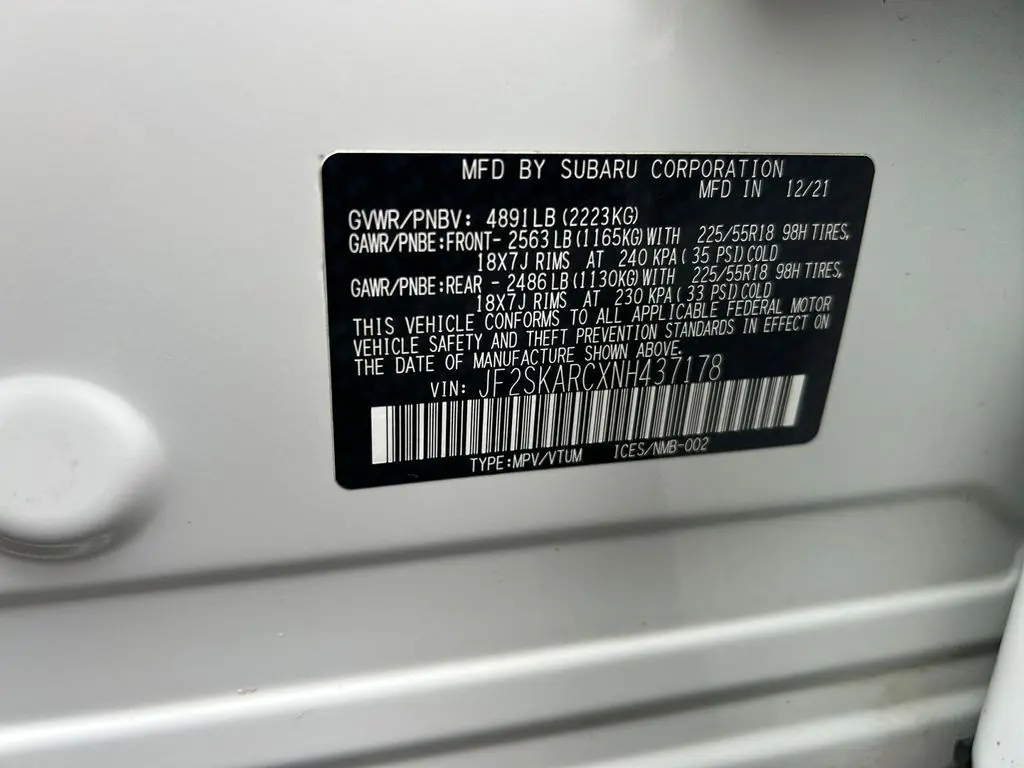 MFD BY SUBARU CORPORATION
MFD IN 12/21
GVWR/PNBV: 4891LB(2223KG)
GAWR/PNBE:FRONT- 2563LB(1165KG)WITH 225/55R18 98H TIRES,
18X7J RIMS AT 240 KPA( 35 PSI)COLD
GAWR/PNBE:REAR - 2486LB(1130KG)WITH 225/55R18 98H TIRES,
18X7J RIMS AT 230 KPA( 33 PSI)COLD
THIS VEHICLE CONFORMS TO ALL APPLICABLE FEDERAL MOTOR
VEHICLE SAFETY AND THEFT PREVENTION STANDARDS IN EFFECT ON
THE DATE OF MANUFACTURE SHOWN ABOVE.
VIN: JF2SKARCXNH437178
TYPE:MPV/VTUM ICES/NMB-002